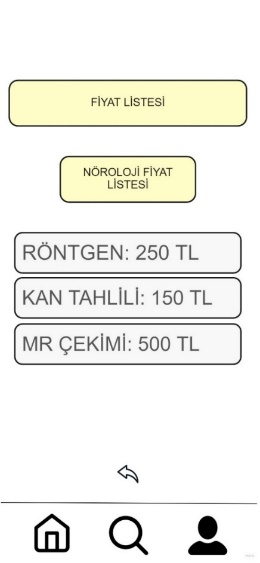 FİYAT LİSTESİ
NÖROLOJİ FİYAT
LİSTESİ
RÖNTGEN: 250 TL
KAN TAHLİLİ: 150 TL
MR ÇEKİMİ: 500 TL